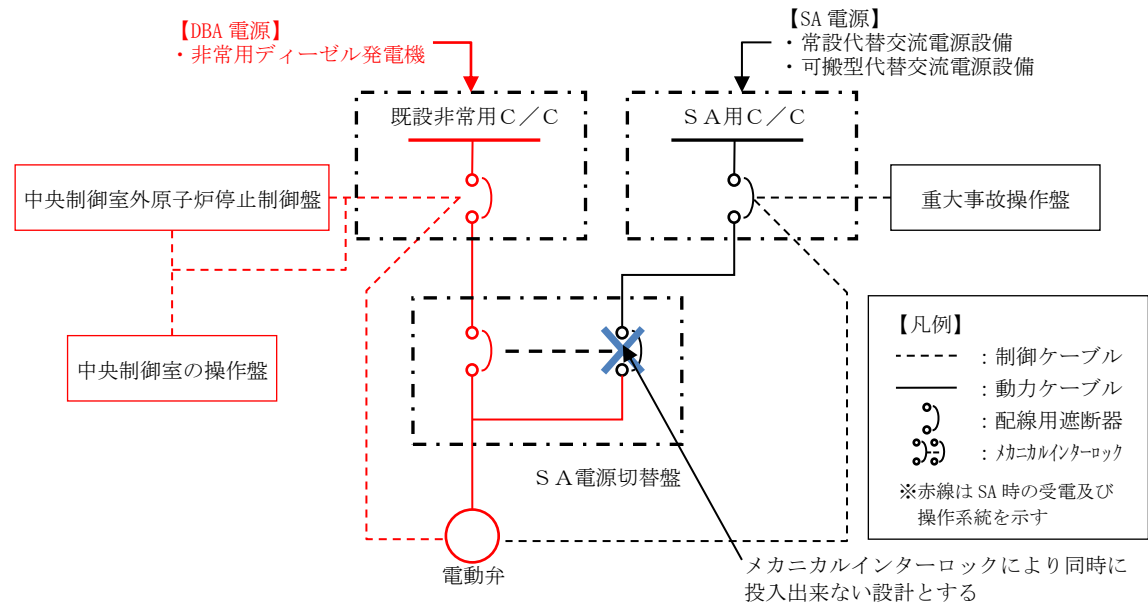 【DBA 電源】
・非常用ディーゼル発電機
【SA 電源】
・常設代替交流電源設備
・可搬型代替交流電源設備
既設非常用Ｃ／Ｃ
ＳＡ用Ｃ／Ｃ
中央制御室外原子炉停止制御盤
重大事故操作盤
中央制御室の操作盤
ＳＡ電源切替盤
電動弁
メカニカルインターロックにより同時に
投入出来ない設計とする
【凡例】
：制御ケーブル
：動力ケーブル
：配線用遮断器
：ﾒｶﾆｶﾙｲﾝﾀｰﾛｯｸ
※赤線は SA 時の受電及び
操作系統を示す